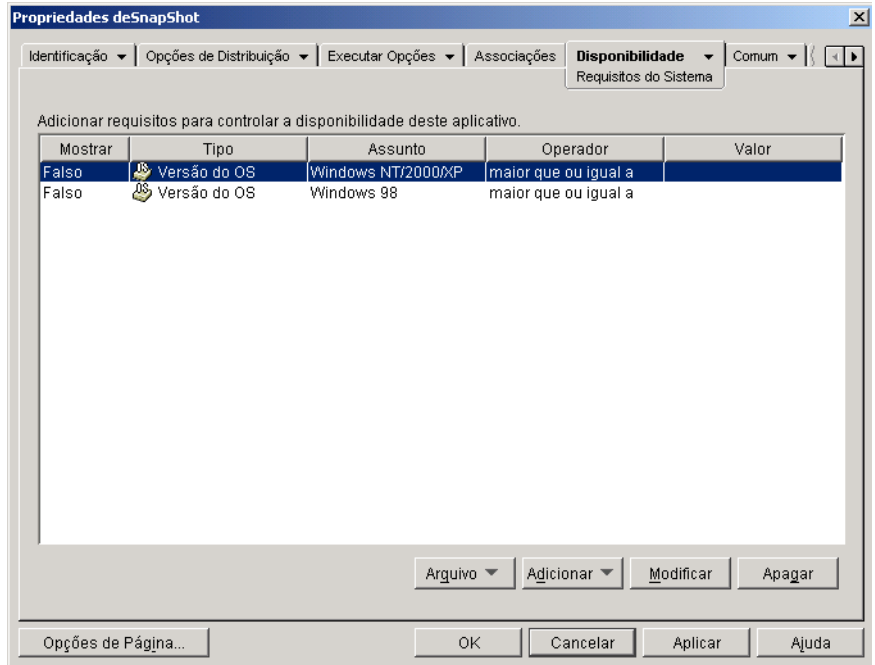 Propriedades deSnapShot
Identificação Opções de Distribuição Executar Opções Associações Disponibilidade Comum
Requisitos do Sistema
Adicionar requisitos para controlar a disponibilidade deste aplicativo.
Mostrar Tipo Assunto Operador Valor
Falso Versão do OS Windows NT/2000/XP maior que ou igual a
Falso Versão do OS Windows 98 maior que ou igual a
Arquivo Adicionar Modificar Apagar
Opções de Página... OK Cancelar Aplicar Ajuda